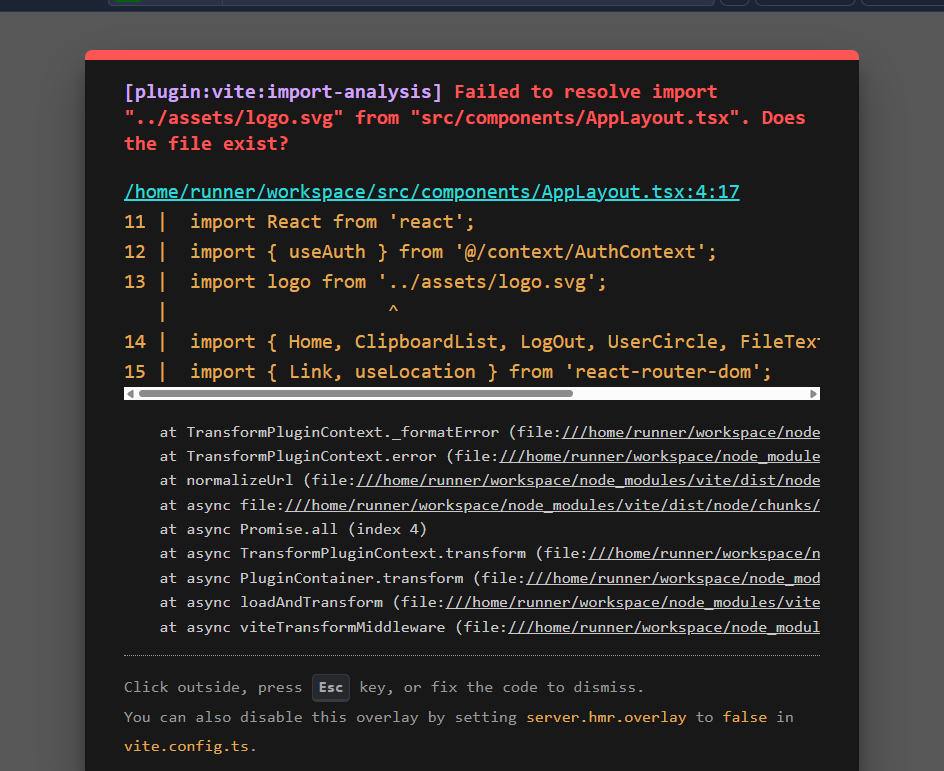 [plugin:vite:import-analysis] Failed to resolve import
"../assets/logo.svg" from "src/components/AppLayout.tsx". Does
the file exist?
/home/runner/workspace/src/components/AppLayout.tsx:4:17
11 |  import React from 'react';
12 |  import { useAuth } from '@/context/AuthContext';
13 |  import logo from '../assets/logo.svg';
   |                    ^
14 |  import { Home, ClipboardList, LogOut, UserCircle, FileText
15 |  import { Link, useLocation } from 'react-router-dom';
at TransformPluginContext._formatError (file:///home/runner/workspace/node
at TransformPluginContext.error (file:///home/runner/workspace/node_module
at normalizeUrl (file:///home/runner/workspace/node_modules/vite/dist/node
at async file:///home/runner/workspace/node_modules/vite/dist/node/chunks/
at async Promise.all (index 4)
at async TransformPluginContext.transform (file:///home/runner/workspace/n
at async PluginContainer.transform (file:///home/runner/workspace/node_mod
at async loadAndTransform (file:///home/runner/workspace/node_modules/vite
at async viteTransformMiddleware (file:///home/runner/workspace/node_modul
Click outside, press Esc key, or fix the code to dismiss.
You can also disable this overlay by setting server.hmr.overlay to false in
vite.config.ts.